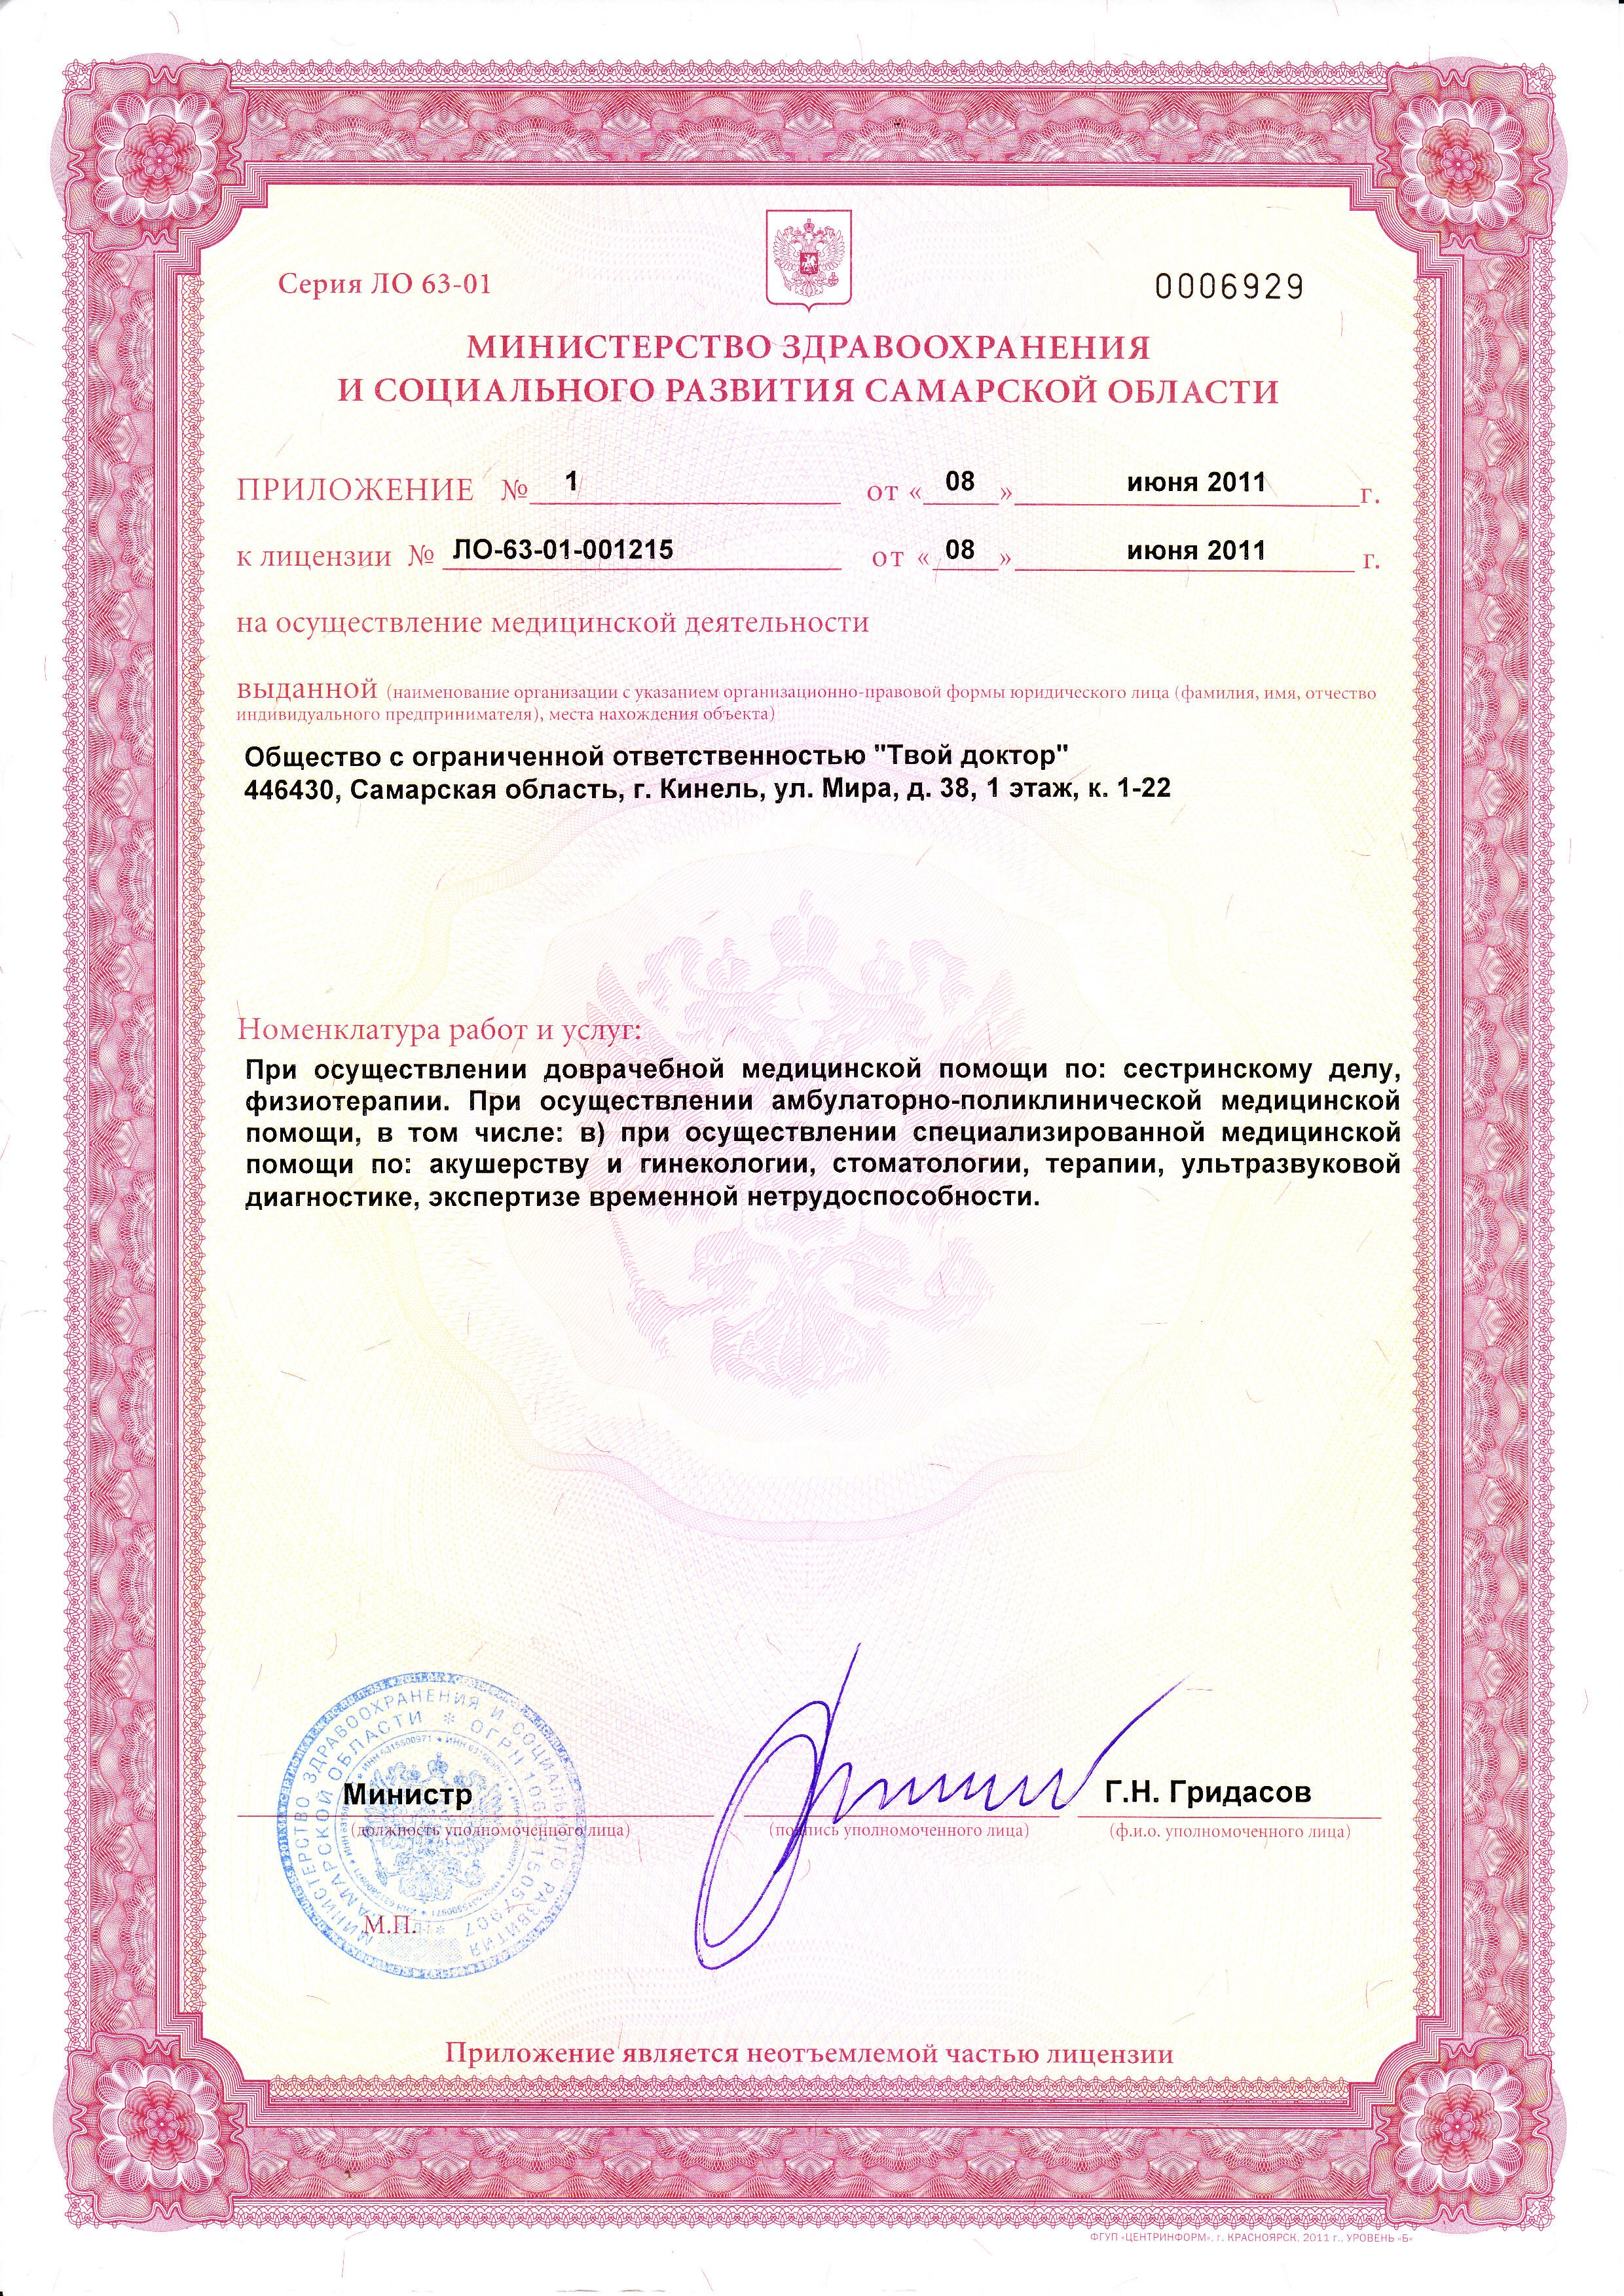 Серия ЛО 63-01
0006929
МИНИСТЕРСТВО ЗДРАВООХРАНЕНИЯ
И СОЦИАЛЬНОГО РАЗВИТИЯ САМАРСКОЙ ОБЛАСТИ
ПРИЛОЖЕНИЕ № 1 от « 08 » июня 2011 г.
к лицензии № ЛО-63-01-001215 от « 08 » июня 2011 г.
на осуществление медицинской деятельности
выданной (наименование организации с указанием организационно-правовой формы юридического лица (фамилия, имя, отчество
индивидуального предпринимателя), места нахождения объекта)
Общество с ограниченной ответственностью "Твой доктор"
446430, Самарская область, г. Кинель, ул. Мира, д. 38, 1 этаж, к. 1-22
Номенклатура работ и услуг:
При осуществлении доврачебной медицинской помощи по: сестринскому делу,
физиотерапии. При осуществлении амбулаторно-поликлинической медицинской
помощи, в том числе: в) при осуществлении специализированной медицинской
помощи по: акушерству и гинекологии, стоматологии, терапии, ультразвуковой
диагностике, экспертизе временной нетрудоспособности.
МИНИСТЕРСТВО ЗДРАВООХРАНЕНИЯ И СОЦИАЛЬНОГО РАЗВИТИЯ
САМАРСКОЙ ОБЛАСТИ * ОГРН
Министр
Г.Н. Гридасов
(должность уполномоченного лица)
(подпись уполномоченного лица)
(ф.и.о. уполномоченного лица)
М.П.
Приложение является неотъемлемой частью лицензии
ФГУП «ЦЕНТРИНФОРМ», г. КРАСНОЯРСК, 2011 г., УРОВЕНЬ «Б»